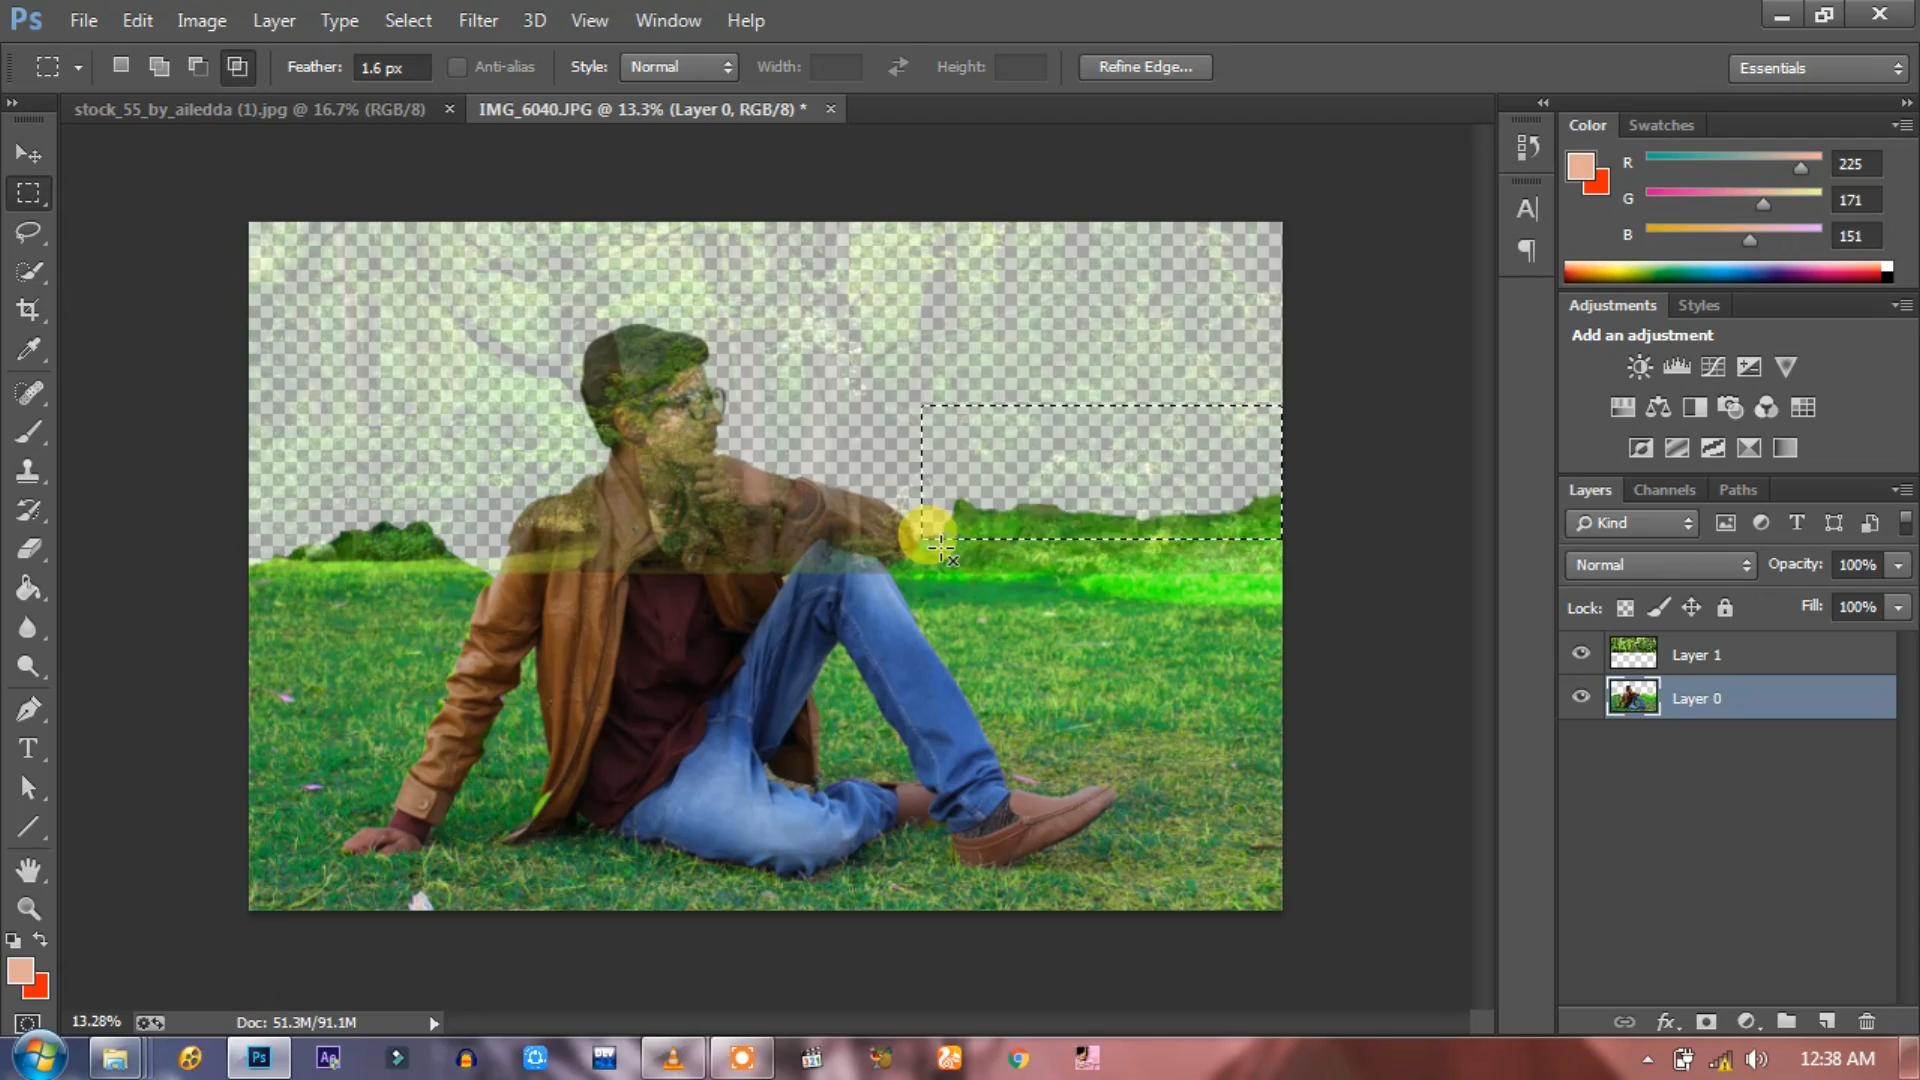 Ps File Edit Image Layer Type Select Filter 3D View Window Help
Feather: 1.6 px Anti-alias Style: Normal Width: Height: Refine Edge... Essentials
stock_55_by_ailedda (1).jpg @ 16.7% (RGB/8) × IMG_6040.JPG @ 13.3% (Layer 0, RGB/8) * ×
Color Swatches
R 225
G 171
B 151
Adjustments Styles
Add an adjustment
Layers Channels Paths
Kind
Normal Opacity: 100%
Lock: Fill: 100%
Layer 1
Layer 0
13.28% Doc: 51.3M/91.1M
Ps Ae DEV 12:38 AM